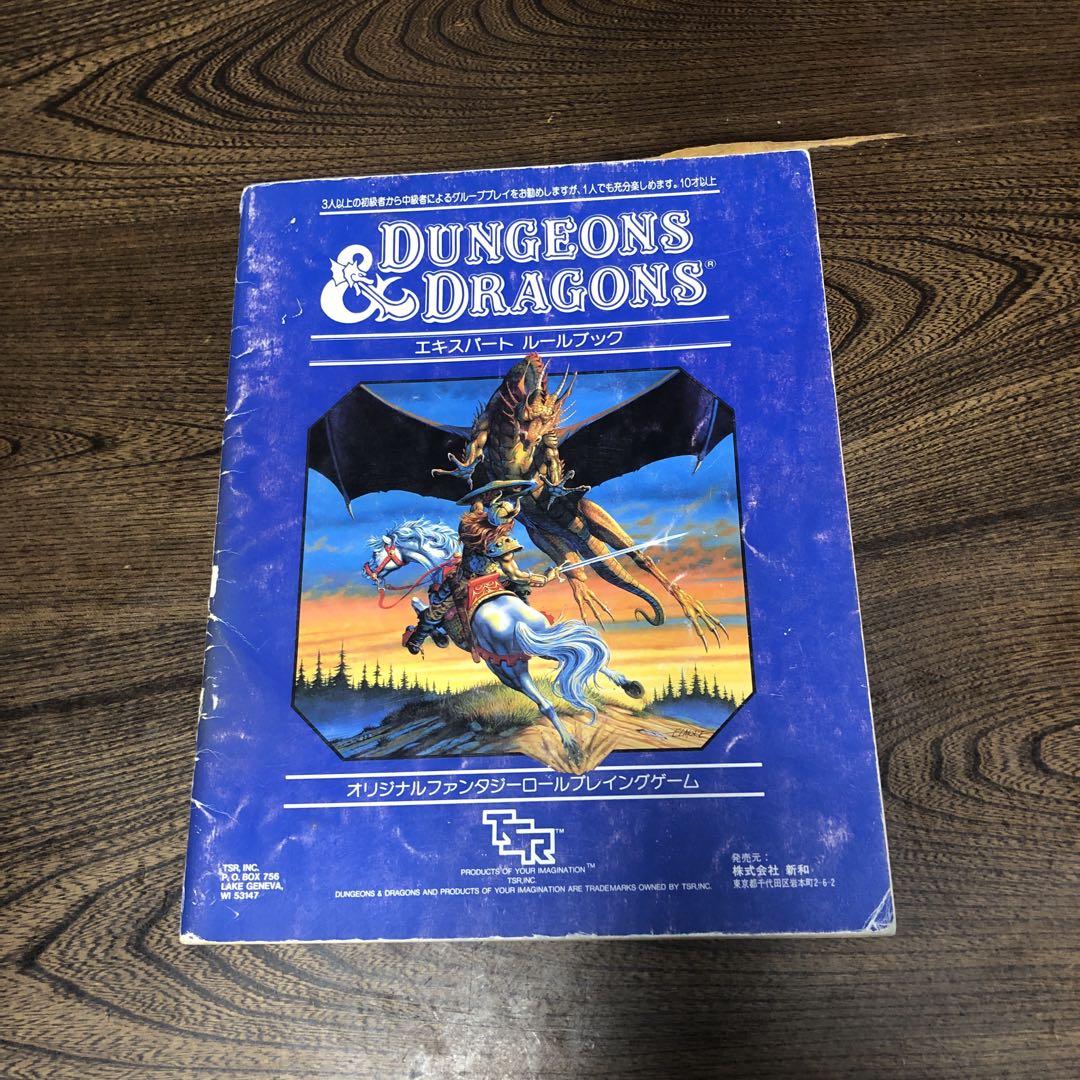 3人以上の初級者から中級者によるグループプレイをお勧めしますが、1人でも充分楽しめます。10才以上
DUNGEONS
& DRAGONS®
エキスパート ルールブック
オリジナルファンタジーロールプレイングゲーム
TSR™
PRODUCTS OF YOUR IMAGINATION™
TSR,INC.
DUNGEONS & DRAGONS AND PRODUCTS OF YOUR IMAGINATION ARE TRADEMARKS OWNED BY TSR,INC.
TSR, INC.
P. O. BOX 756
LAKE GENEVA,
WI 53147
発売元：
株式会社 新和
東京都千代田区岩本町2-6-2